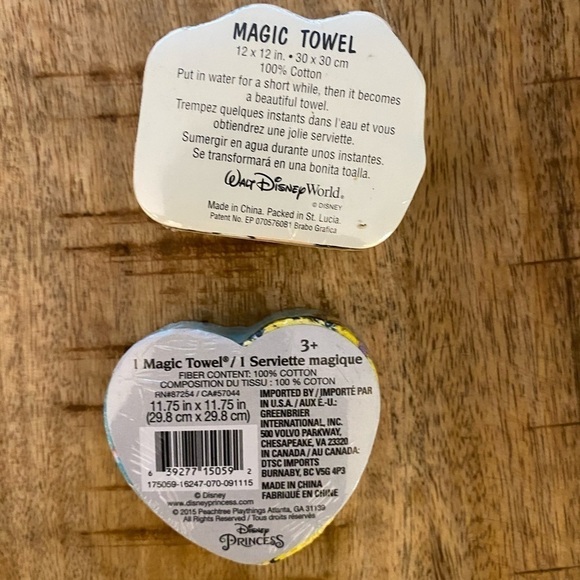 MAGIC TOWEL
12 x 12 in. • 30 x 30 cm
100% Cotton
Put in water for a short while, then it becomes
a beautiful towel.
Trempez quelques instants dans l'eau et vous
obtiendrez une jolie serviette.
Sumergir en agua durante unos instantes.
Se transformará en una bonita toalla.
Walt Disney World®
© DISNEY
Made in China. Packed in St. Lucia.
Patent No. EP 070576081 Brabo Grafica
3+
1 Magic Towel®/ 1 Serviette magique
FIBER CONTENT: 100% COTTON
COMPOSITION DU TISSU : 100 % COTON
RN#87254 / CA#57044
11.75 in x 11.75 in
(29.8 cm x 29.8 cm)
6 39277 15059 2
175059-16247-070-091115
IMPORTED BY / IMPORTÉ PAR
IN U.S.A. / AUX É.-U.:
GREENBRIER
INTERNATIONAL, INC.
500 VOLVO PARKWAY,
CHESAPEAKE, VA 23320
IN CANADA / AU CANADA:
DTSC IMPORTS
BURNABY, BC V5G 4P3
MADE IN CHINA
FABRIQUÉ EN CHINE
© Disney
www.disneyprincess.com
© 2015 Peachtree Playthings Atlanta, GA 31139
All Rights Reserved / Tous droits réservés
Disney
PRINCESS